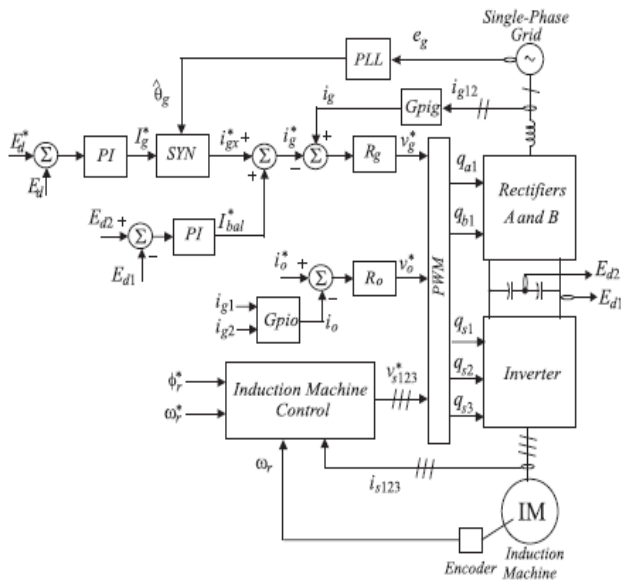 Single-Phase
Grid
e_g
~
PLL
i_g
Gpig
i_g12
θ̂_g
E_d^*
Σ
PI
I_g^*
SYN
i_gx^*
+
Σ
+
i_g^*
+
Σ
−
R_g
v_g^*
E_d
E_d2
+
Σ
−
PI
I_bal^*
E_d1
q_a1
q_b1
Rectifiers
A and B
i_o^*
+
Σ
−
R_o
v_o^*
PWM
E_d2
E_d1
i_g1
i_g2
Gpio
i_o
q_s1
q_s2
q_s3
Inverter
ϕ_r^*
ω_r^*
Induction Machine
Control
v_s123^*
ω_r
i_s123
IM
Encoder
Induction
Machine